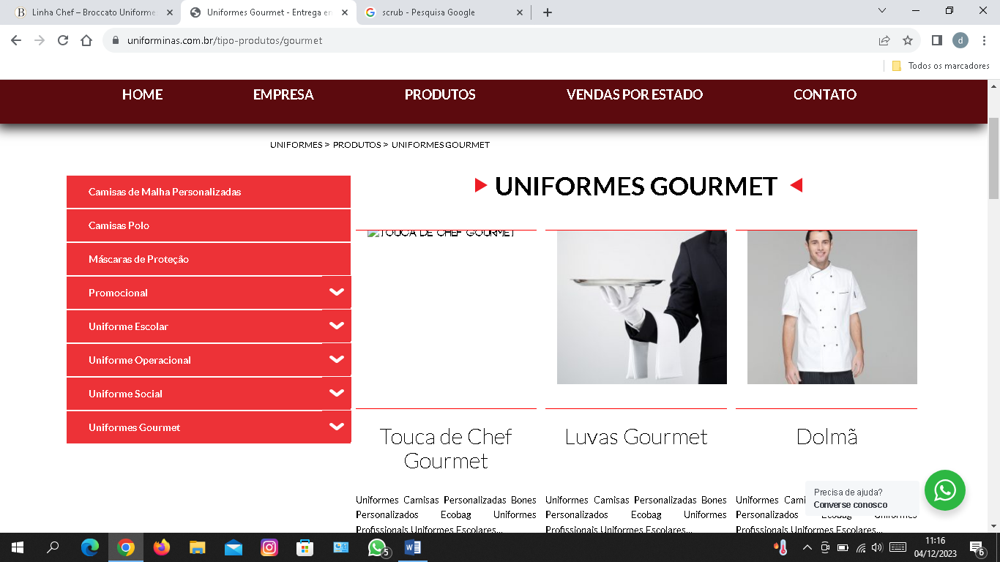 Linha Chef – Broccato Uniforme
Uniformes Gourmet - Entrega em
scrub - Pesquisa Google
uniforminas.com.br/tipo-produtos/gourmet
d
Todos os marcadores
HOME EMPRESA PRODUTOS VENDAS POR ESTADO CONTATO
UNIFORMES > PRODUTOS > UNIFORMES GOURMET
Camisas de Malha Personalizadas
Camisas Polo
Máscaras de Proteção
Promocional
Uniforme Escolar
Uniforme Operacional
Uniforme Social
Uniformes Gourmet
UNIFORMES GOURMET
TOUCA DE CHEF GOURMET
Touca de Chef
Gourmet
Uniformes Camisas Personalizadas Bones
Personalizados Ecobag Uniformes
Profissionais Uniformes Escolares...
Luvas Gourmet
Uniformes Camisas Personalizadas Bones
Personalizados Ecobag Uniformes
Profissionais Uniformes Escolares...
Dolmã
Uniformes Cami
Personalizados Ecobag Uniformes
Profissionais Uniformes Escolares...
Precisa de ajuda?
Converse conosco
5
11:16
04/12/2023
6